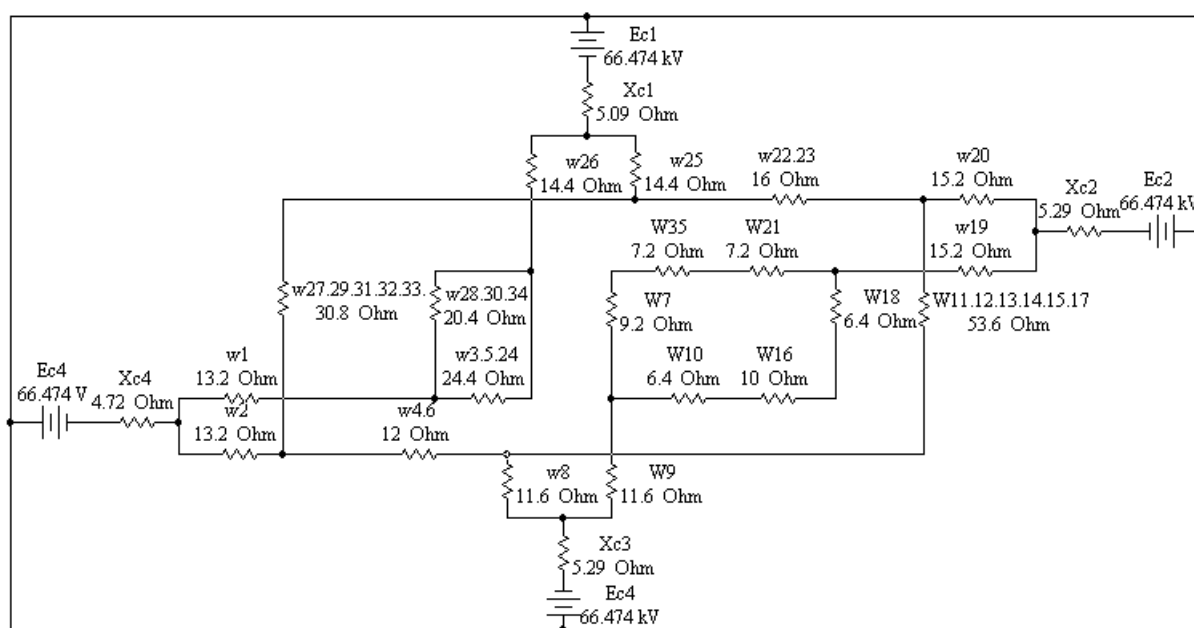 Ec1
66.474 kV
Xc1
5.09 Ohm
w26
14.4 Ohm
w25
14.4 Ohm
w22.23
16 Ohm
w20
15.2 Ohm
Xc2
5.29 Ohm
Ec2
66.474 kV
w19
15.2 Ohm
W35
7.2 Ohm
W21
7.2 Ohm
w27.29.31.32.33.
30.8 Ohm
w28.30.34
20.4 Ohm
W7
9.2 Ohm
W18
6.4 Ohm
W11.12.13.14.15.17
53.6 Ohm
w3.5.24
24.4 Ohm
W10
6.4 Ohm
W16
10 Ohm
Ec4
66.474 V
Xc4
4.72 Ohm
w1
13.2 Ohm
w2
13.2 Ohm
w4.6
12 Ohm
w8
11.6 Ohm
W9
11.6 Ohm
Xc3
5.29 Ohm
Ec4
66.474 kV